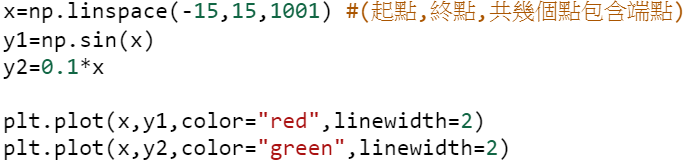 x=np.linspace(-15,15,1001) #(起點,終點,共幾個點包含端點)
y1=np.sin(x)
y2=0.1*x
plt.plot(x,y1,color="red",linewidth=2)
plt.plot(x,y2,color="green",linewidth=2)